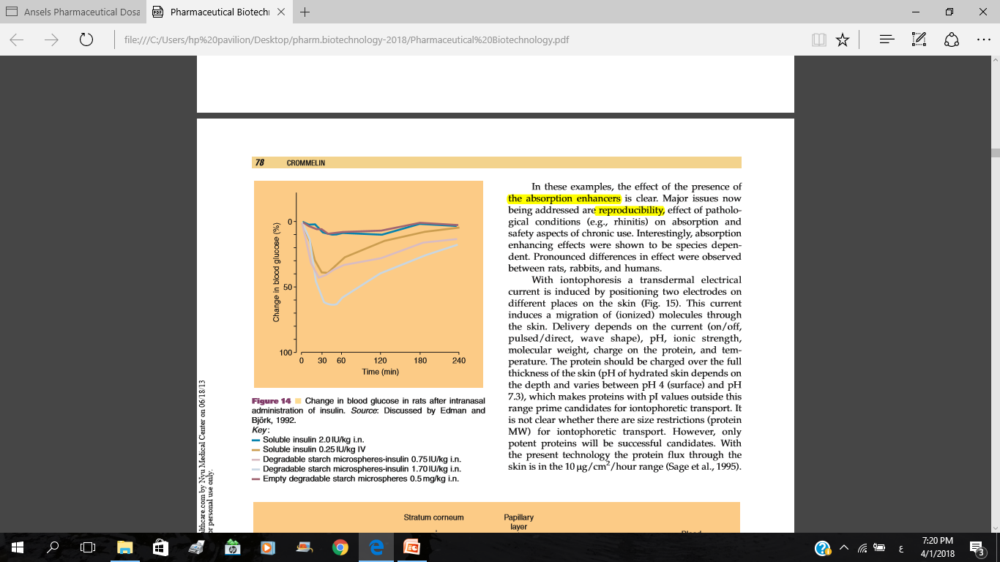 Ansels Pharmaceutical Dosa
Pharmaceutical Biotechn
file:///C:/Users/hp%20pavilion/Desktop/pharm.biotechnology-2018/Pharmaceutical%20Biotechnology.pdf
78 CROMMELIN
Change in blood glucose (%)
0
50
100
0 30 60 120 180 240
Time (min)
Figure 14 Change in blood glucose in rats after intranasal
administration of insulin. Source: Discussed by Edman and
Björk, 1992.
Key:
Soluble insulin 2.0 IU/kg i.n.
Soluble insulin 0.25 IU/kg IV
Degradable starch microspheres-insulin 0.75 IU/kg i.n.
Degradable starch microspheres-insulin 1.70 IU/kg i.n.
Empty degradable starch microspheres 0.5 mg/kg i.n.
In these examples, the effect of the presence of
the absorption enhancers is clear. Major issues now
being addressed are reproducibility, effect of patholo-
gical conditions (e.g., rhinitis) on absorption and
safety aspects of chronic use. Interestingly, absorption
enhancing effects were shown to be species depen-
dent. Pronounced differences in effect were observed
between rats, rabbits, and humans.
With iontophoresis a transdermal electrical
current is induced by positioning two electrodes on
different places on the skin (Fig. 15). This current
induces a migration of (ionized) molecules through
the skin. Delivery depends on the current (on/off,
pulsed/direct, wave shape), pH, ionic strength,
molecular weight, charge on the protein, and tem-
perature. The protein should be charged over the full
thickness of the skin (pH of hydrated skin depends on
the depth and varies between pH 4 (surface) and pH
7.3), which makes proteins with pI values outside this
range prime candidates for iontophoretic transport. It
is not clear whether there are size restrictions (protein
MW) for iontophoretic transport. However, only
potent proteins will be successful candidates. With
the present technology the protein flux through the
skin is in the 10 µg/cm²/hour range (Sage et al., 1995).
lthcare.com by Nyu Medical Center on 06/18/13
or personal use only.
Stratum corneum
Papillary
layer
ع
7:20 PM
4/1/2018
3